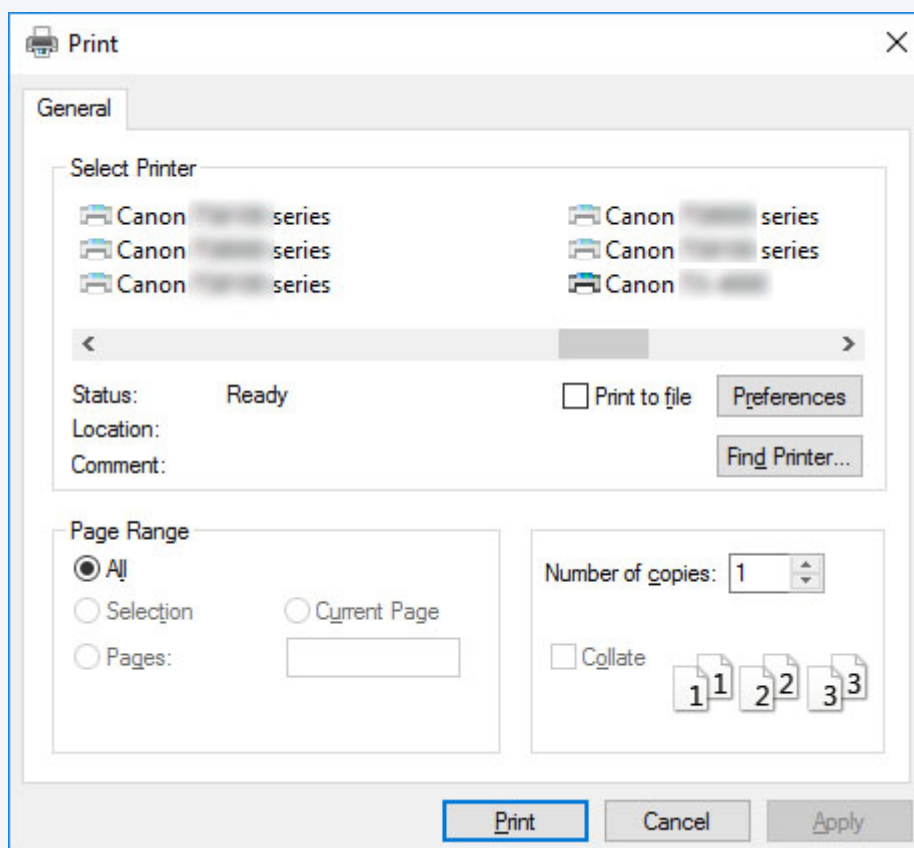 Print
General
Select Printer
Canon series
Canon series
Canon series
Canon series
Canon series
Canon
Status: Ready
Location:
Comment:
Print to file
Preferences
Find Printer...
Page Range
All
Selection
Current Page
Pages:
Number of copies: 1
Collate
1 1 2 2 3 3
Print
Cancel
Apply